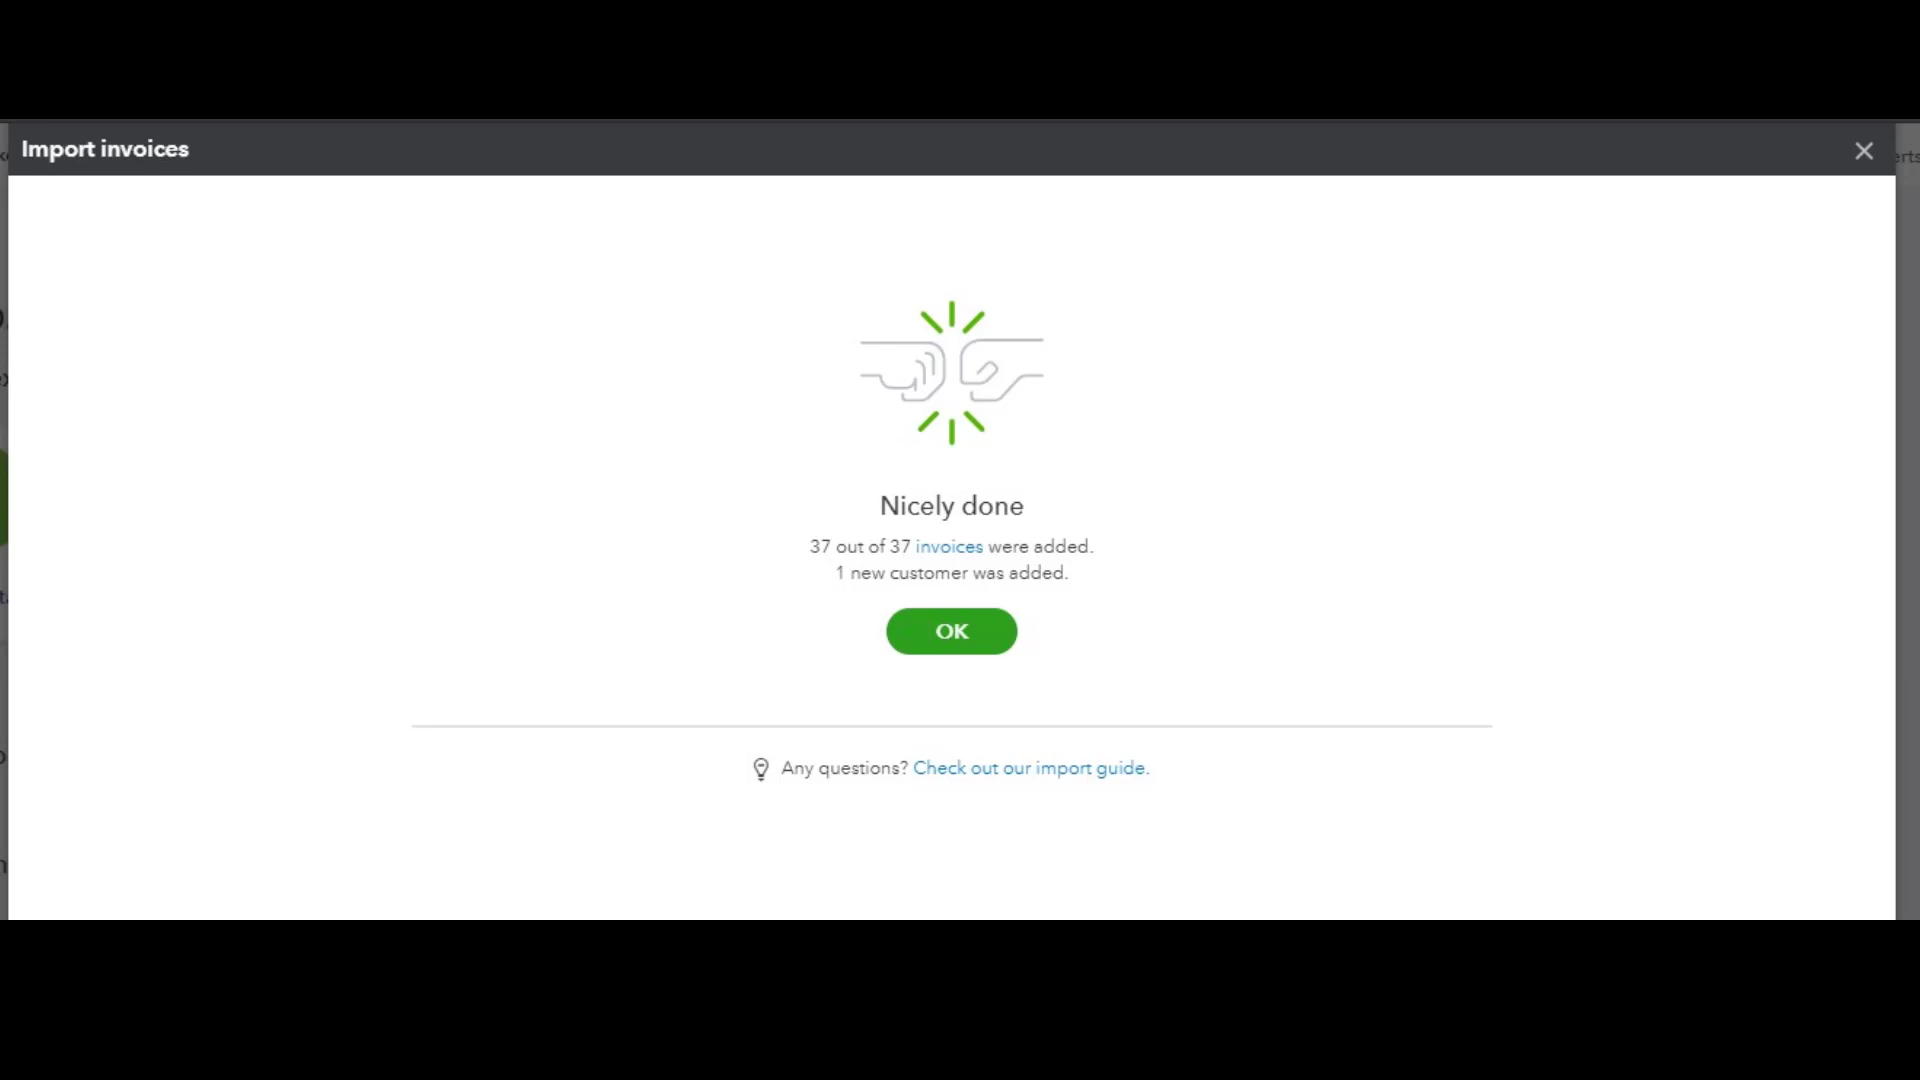 Import invoices
erts
Nicely done
37 out of 37 invoices were added.
1 new customer was added.
OK
Any questions? Check out our import guide.